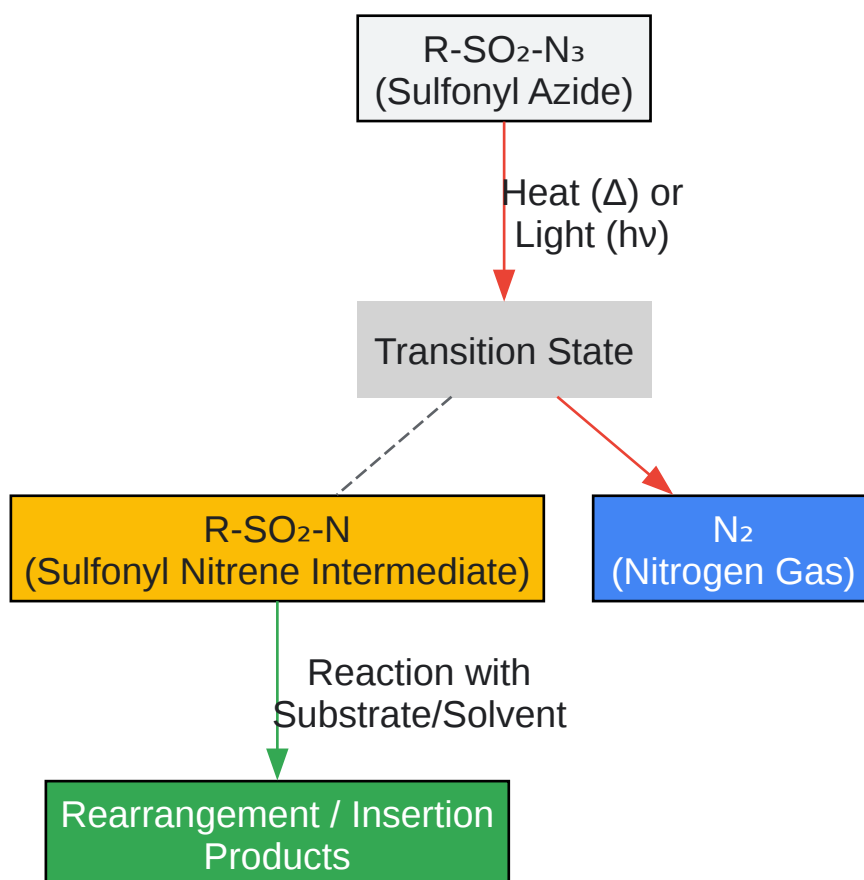 R-SO₂-N₃
(Sulfonyl Azide)
Heat (Δ) or
Light (hν)
Transition State
R-SO₂-N
(Sulfonyl Nitrene Intermediate)
N₂
(Nitrogen Gas)
Reaction with
Substrate/Solvent
Rearrangement / Insertion
Products